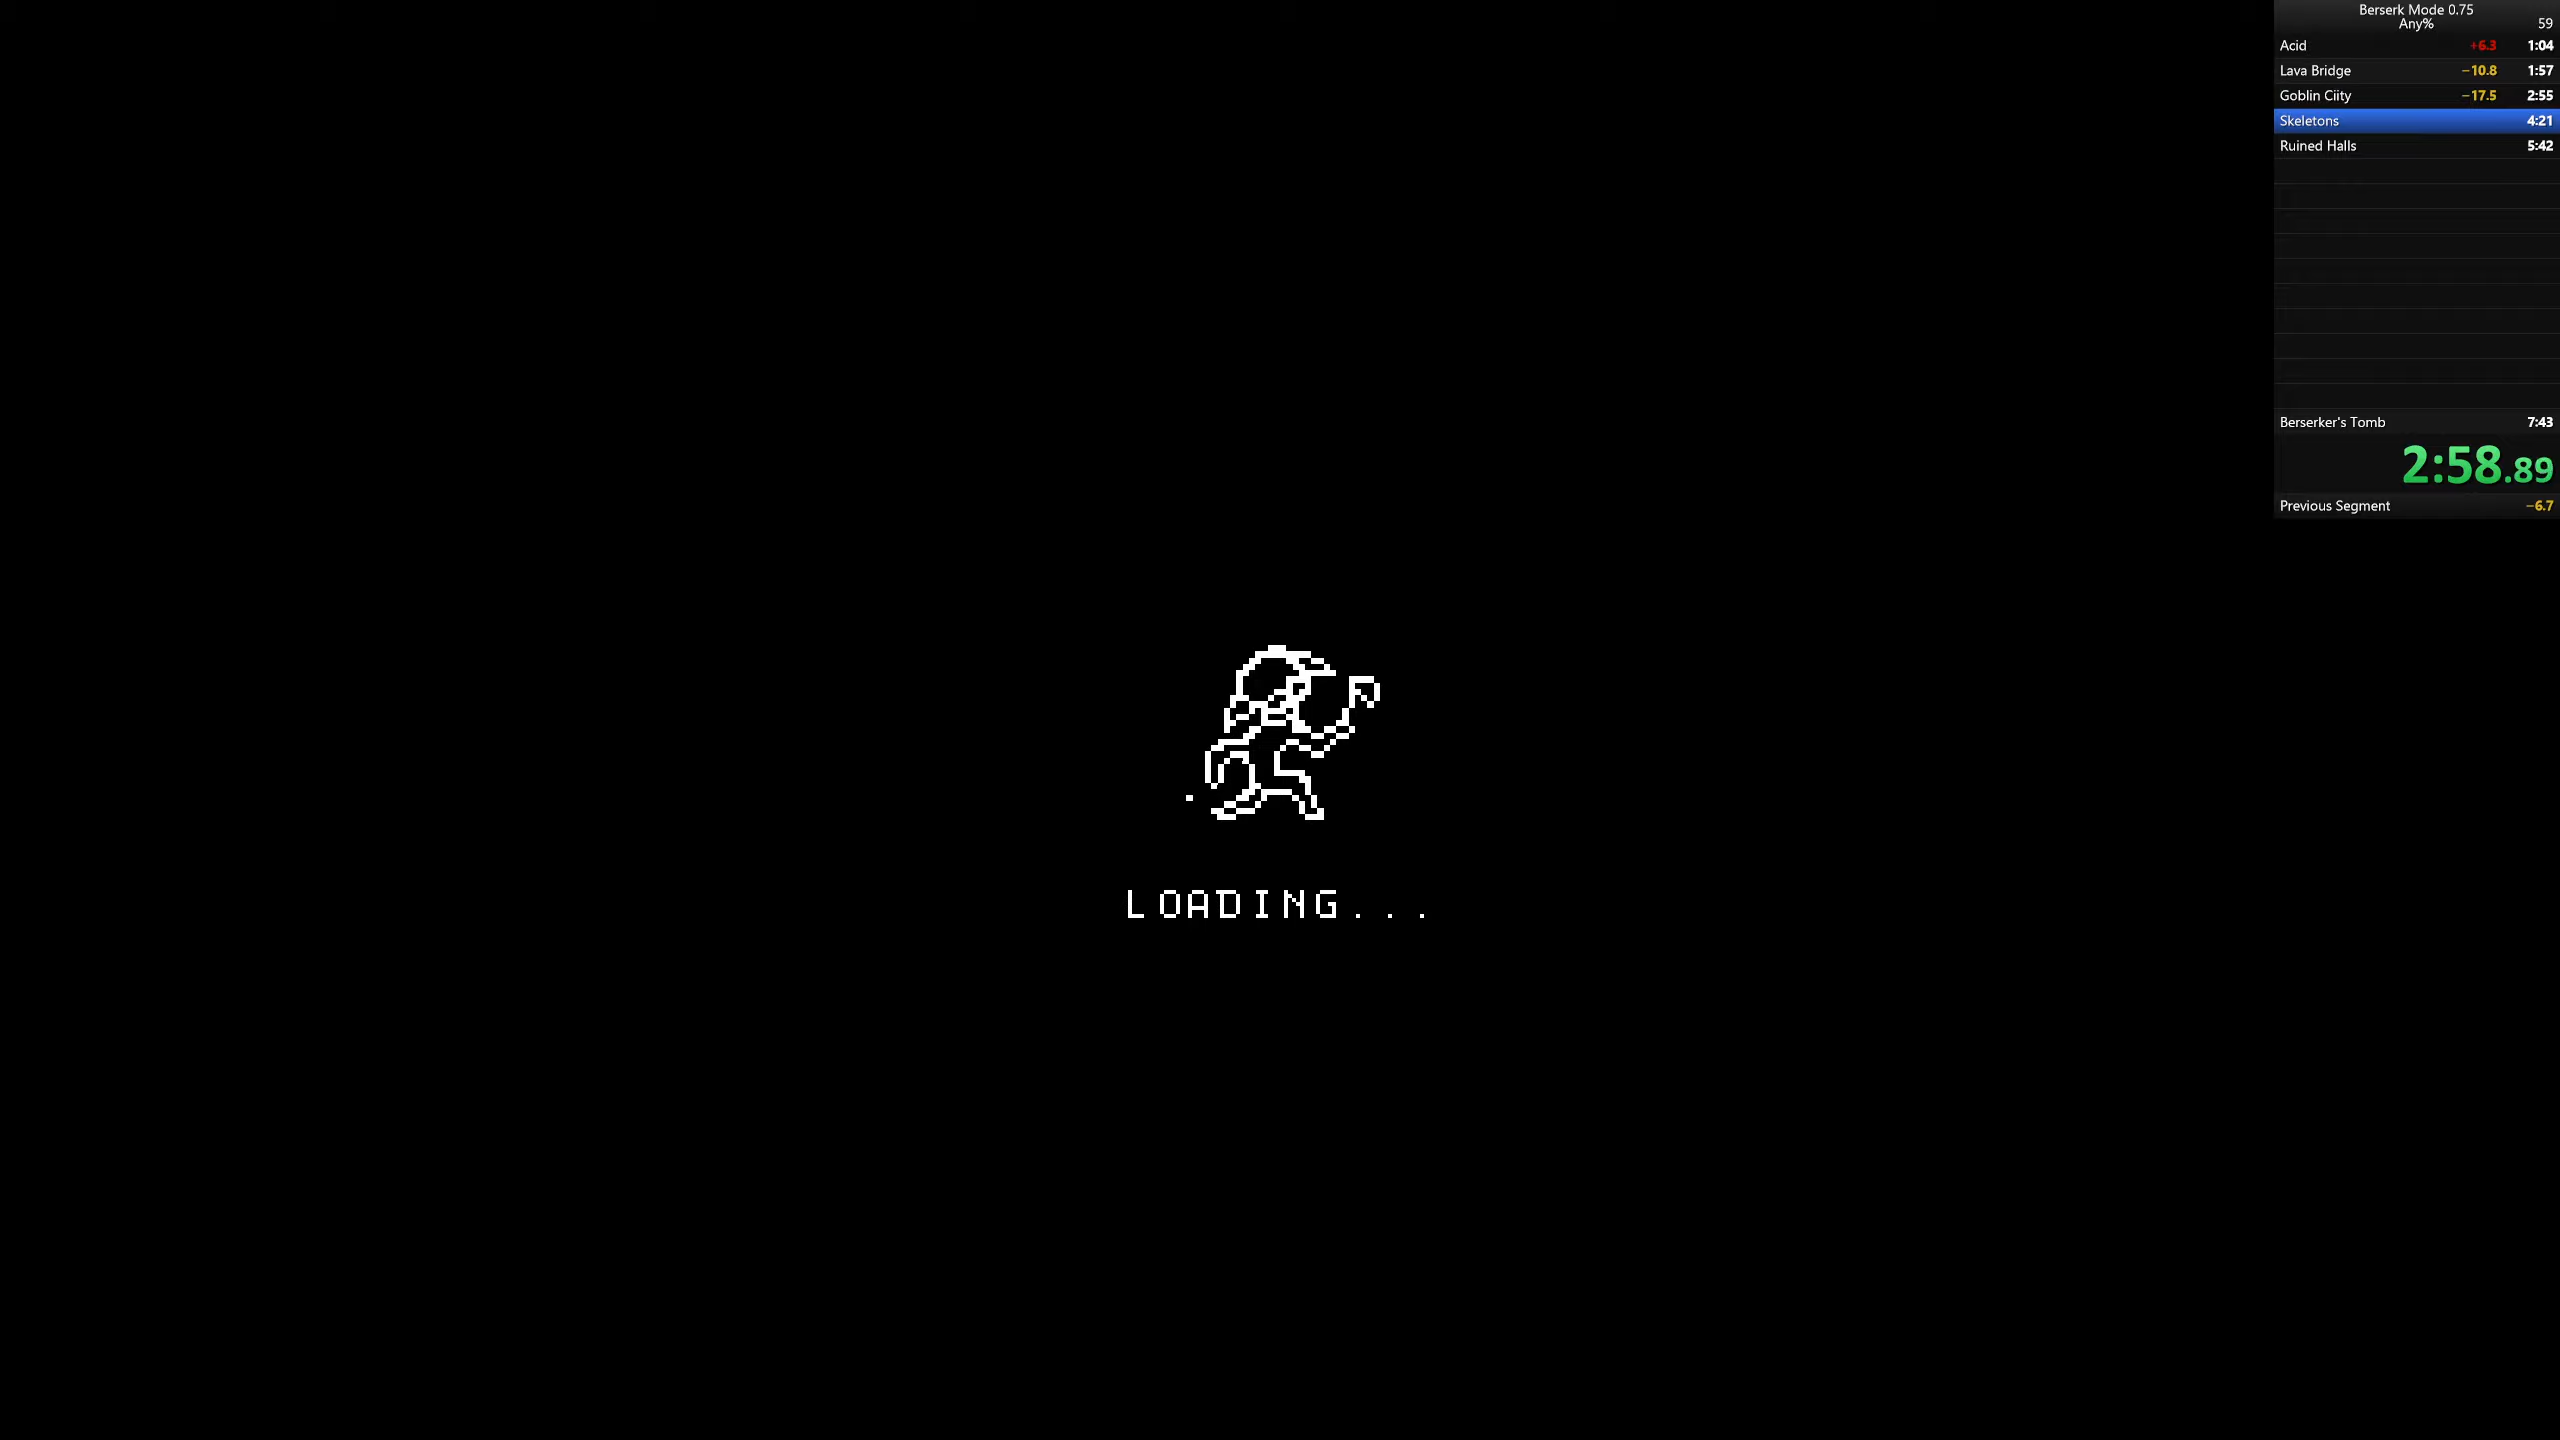 Berserk Mode 0.75
Any% 59
Acid +6.3 1:04
Lava Bridge −10.8 1:57
Goblin Ciity −17.5 2:55
Skeletons 4:21
Ruined Halls 5:42
Berserker's Tomb 7:43
2:58.89
Previous Segment −6.7
LOADING...